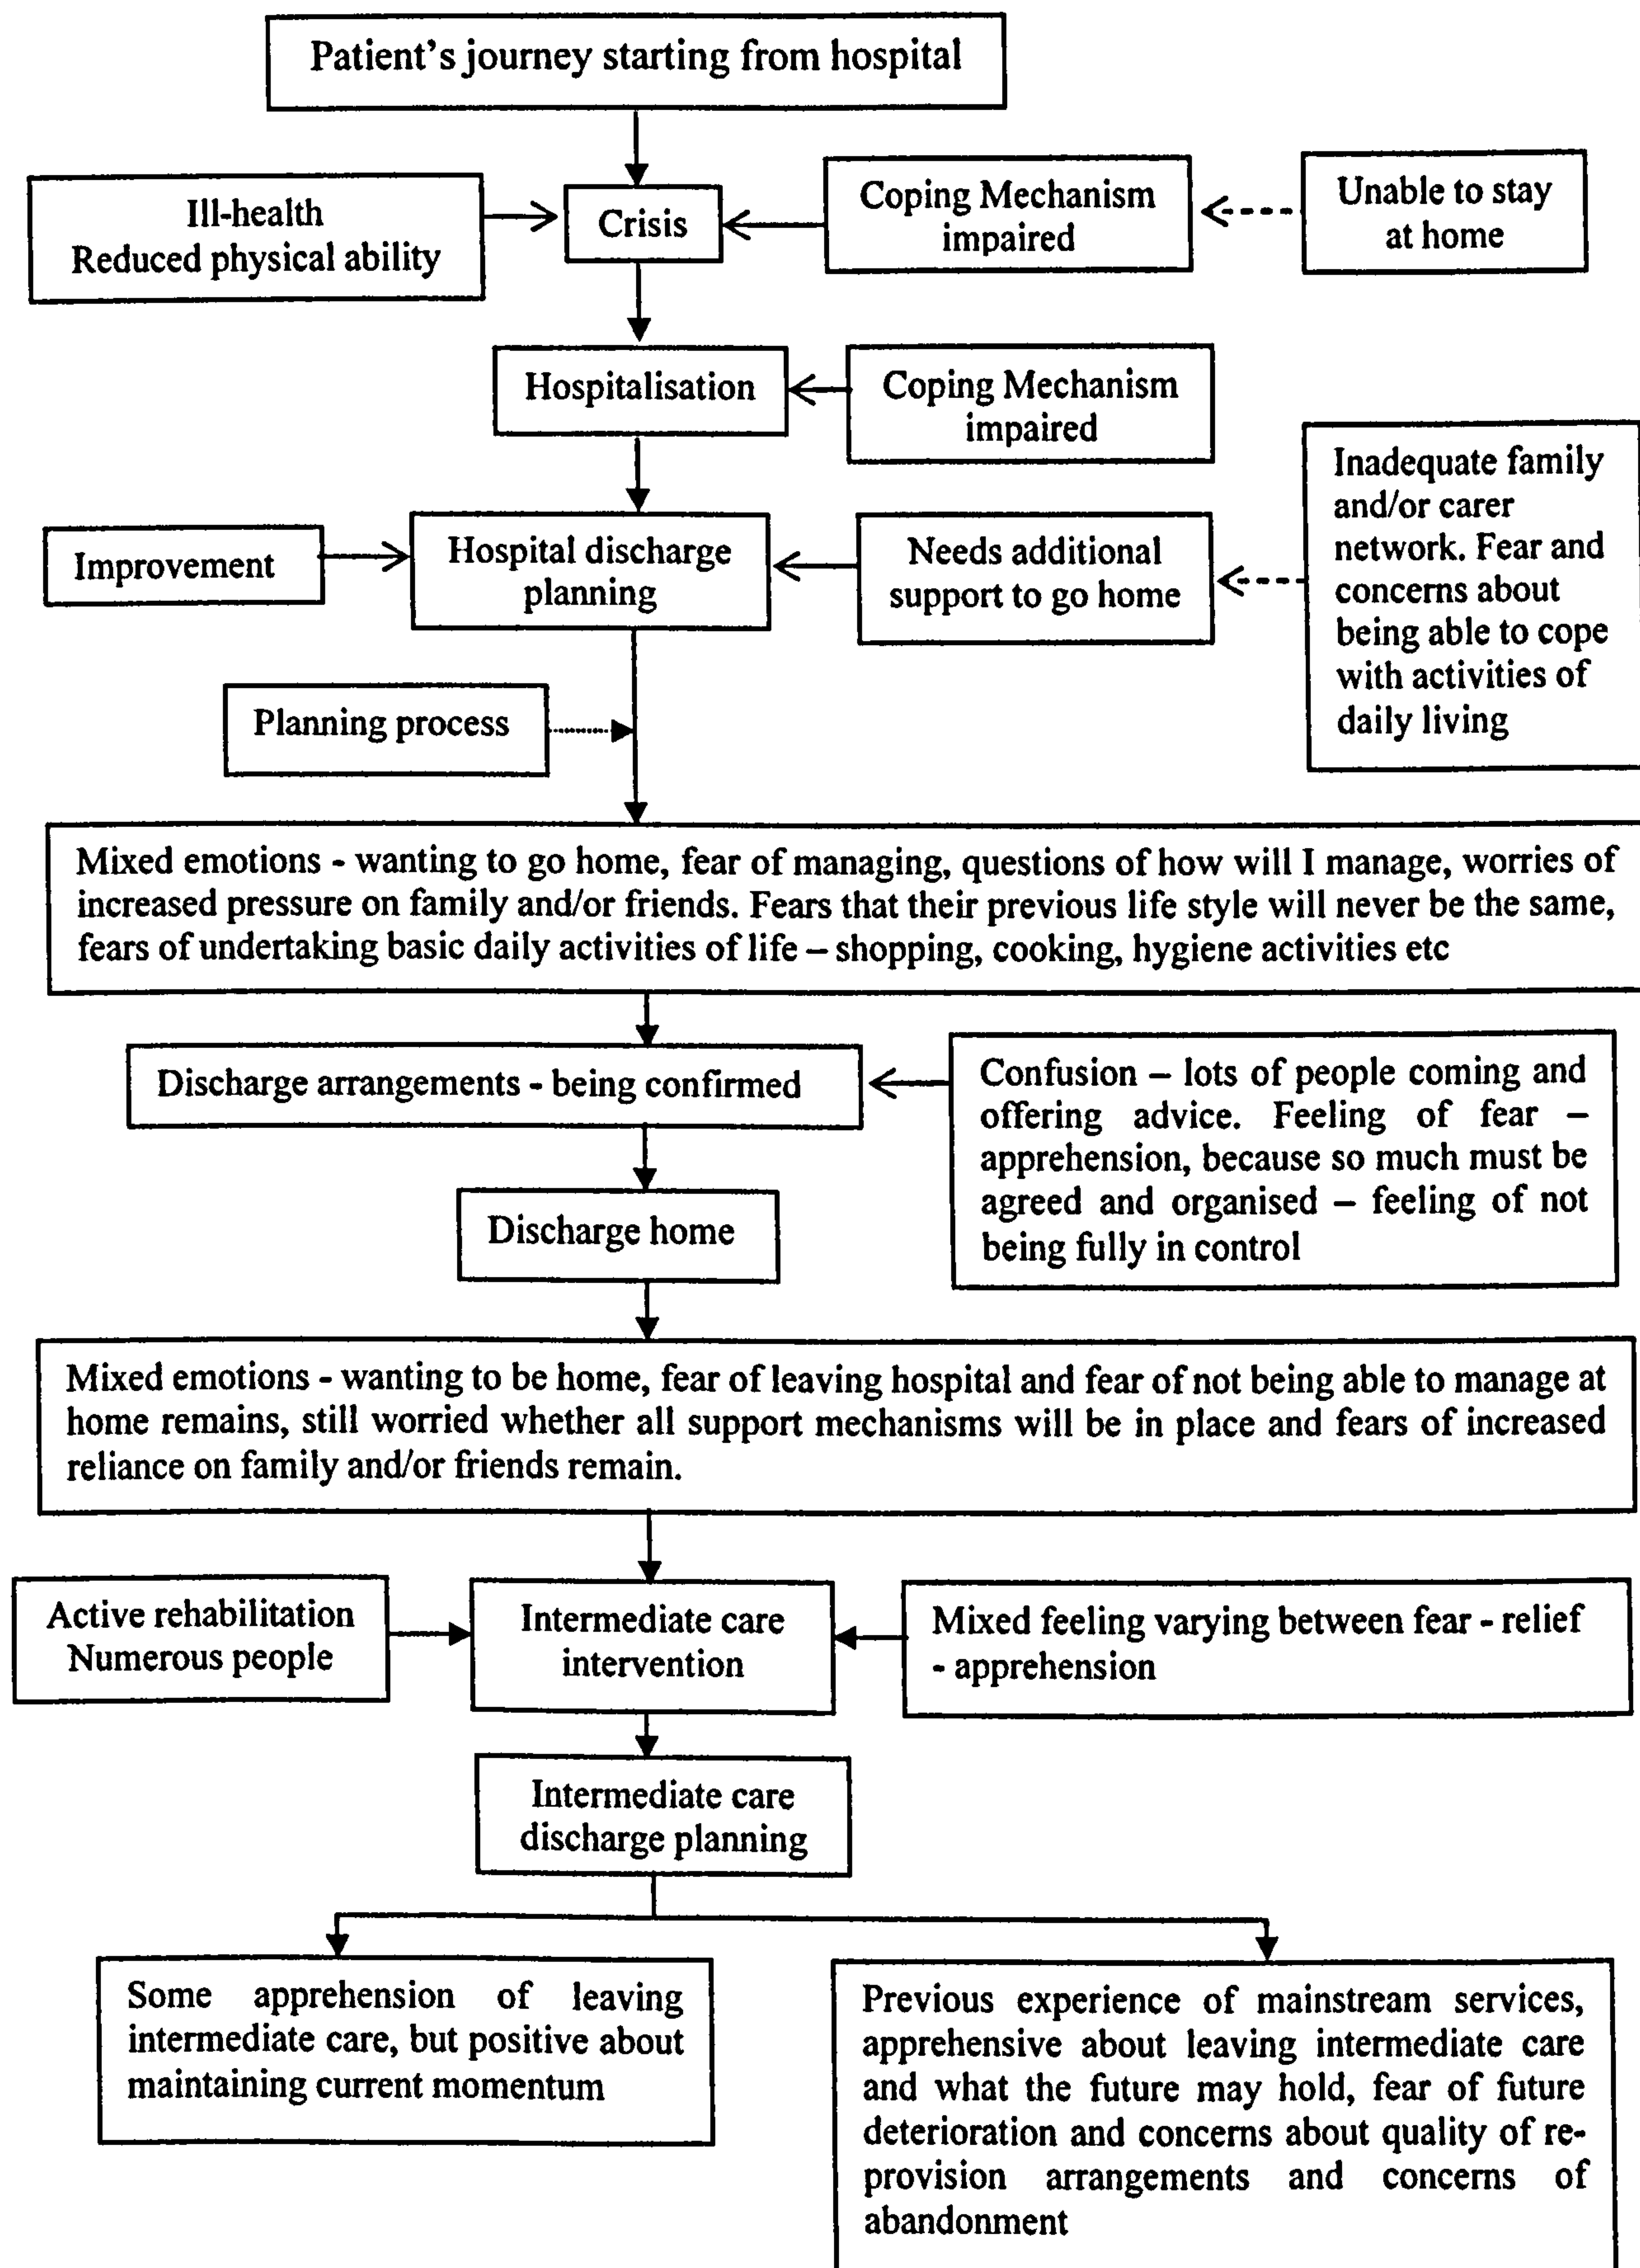 Patient's journey starting from hospital
Ill-health
Reduced physical ability
Crisis
Coping Mechanism
impaired
Unable to stay
at home
Hospitalisation
Coping Mechanism
impaired
Improvement
Hospital discharge
planning
Needs additional
support to go home
Inadequate family
and/or carer
network. Fear and
concerns about
being able to cope
with activities of
daily living
Planning process
Mixed emotions - wanting to go home, fear of managing, questions of how will I manage, worries of
increased pressure on family and/or friends. Fears that their previous life style will never be the same,
fears of undertaking basic daily activities of life – shopping, cooking, hygiene activities etc
Discharge arrangements - being confirmed
Confusion – lots of people coming and
offering advice. Feeling of fear –
apprehension, because so much must be
agreed and organised – feeling of not
being fully in control
Discharge home
Mixed emotions - wanting to be home, fear of leaving hospital and fear of not being able to manage at
home remains, still worried whether all support mechanisms will be in place and fears of increased
reliance on family and/or friends remain.
Active rehabilitation
Numerous people
Intermediate care
intervention
Mixed feeling varying between fear - relief
- apprehension
Intermediate care
discharge planning
Some apprehension of leaving
intermediate care, but positive about
maintaining current momentum
Previous experience of mainstream services,
apprehensive about leaving intermediate care
and what the future may hold, fear of future
deterioration and concerns about quality of re-
provision arrangements and concerns of
abandonment